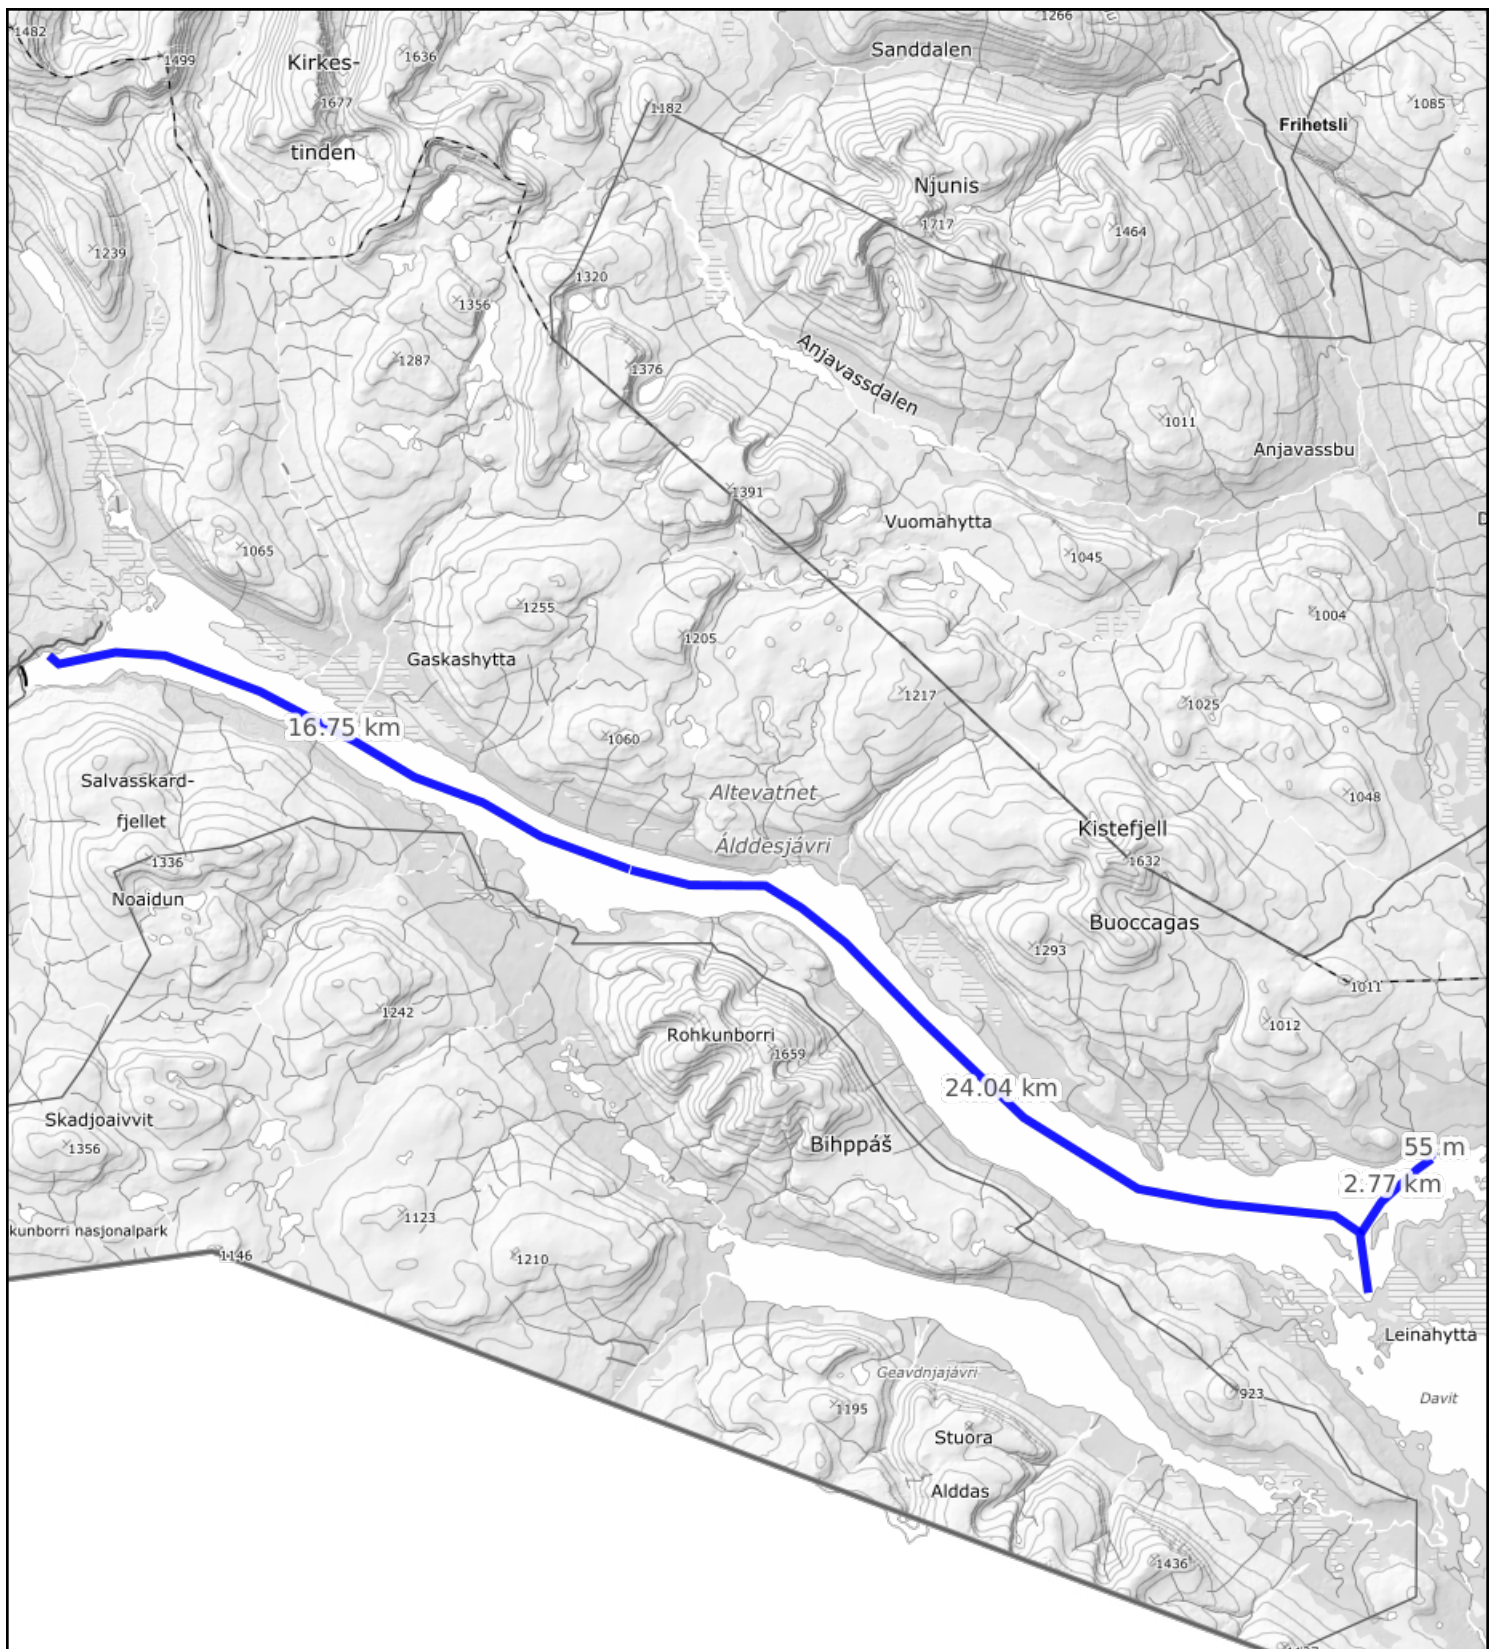 1482
1499
Kirkes-
1636
1677
tinden
1182
Sanddalen
1266
1085
Frihetsli
Njunis
1717
1464
1239
1320
1356
1287
1376
Anjavassdalen
1011
Anjavassbu
1391
Vuomahytta
1045
1065
1255
1205
1004
Gaskashytta
16.75 km
1060
1217
1025
Salvasskard-
fjellet
Altevatnet
Álddesjávri
1048
Kistefjell
1632
1336
Noaidun
Buoccagas
1293
1011
1012
1242
Rohkunborri
1659
24.04 km
Skadjoaivvit
1356
Bihppáš
55 m
2.77 km
1123
kunborri nasjonalpark
1146
1210
Leinahytta
Geavdnjajávri
923
Davit
1195
Stuora
Alddas
1436